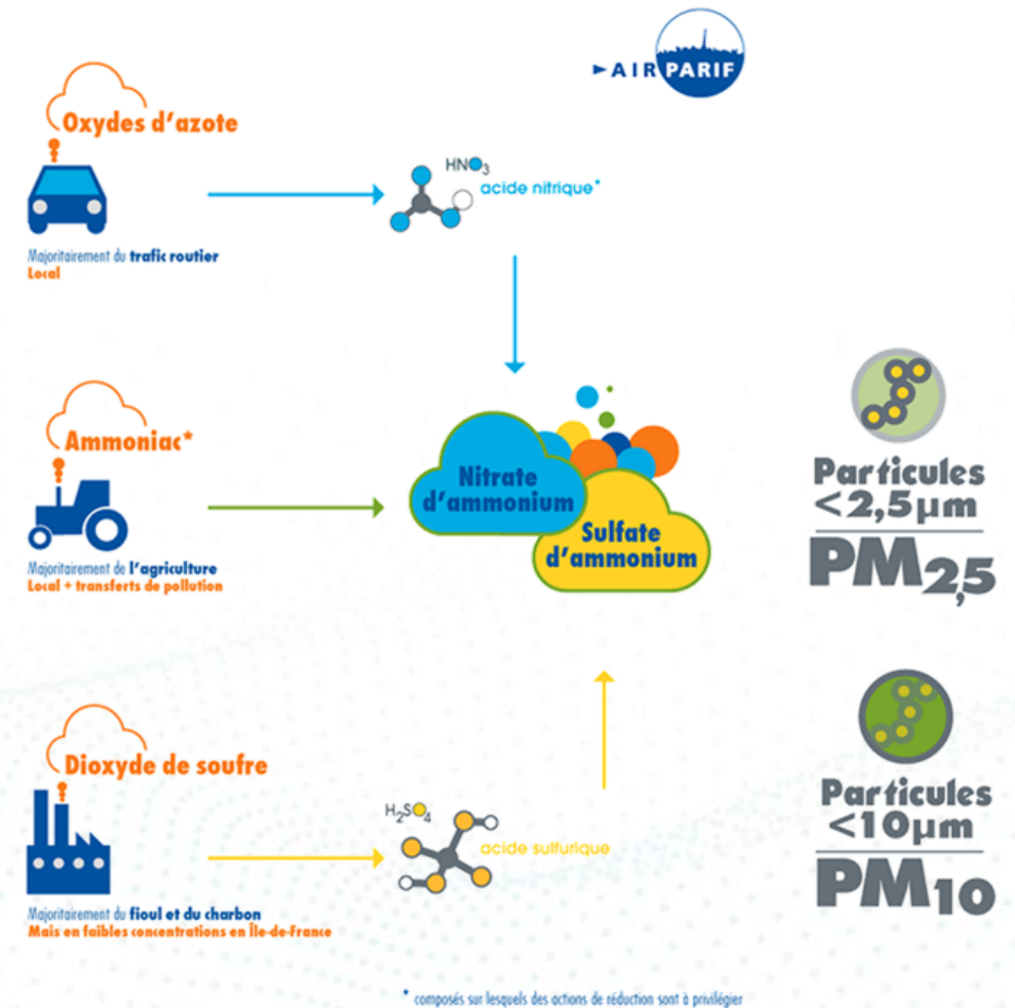 AIR PARIF
Oxydes d'azote
Majoritairement du trafic routier
Local
HNO3
acide nitrique*
Ammoniac*
Majoritairement de l'agriculture
Local + transferts de pollution
Nitrate
d'ammonium
Sulfate
d'ammonium
Particules
<2,5µm
PM2,5
Dioxyde de soufre
Majoritairement du fioul et du charbon
Mais en faibles concentrations en Île-de-France
H2SO4
acide sulfurique
Particules
<10µm
PM10
* composés sur lesquels des actions de réduction sont à privilégier